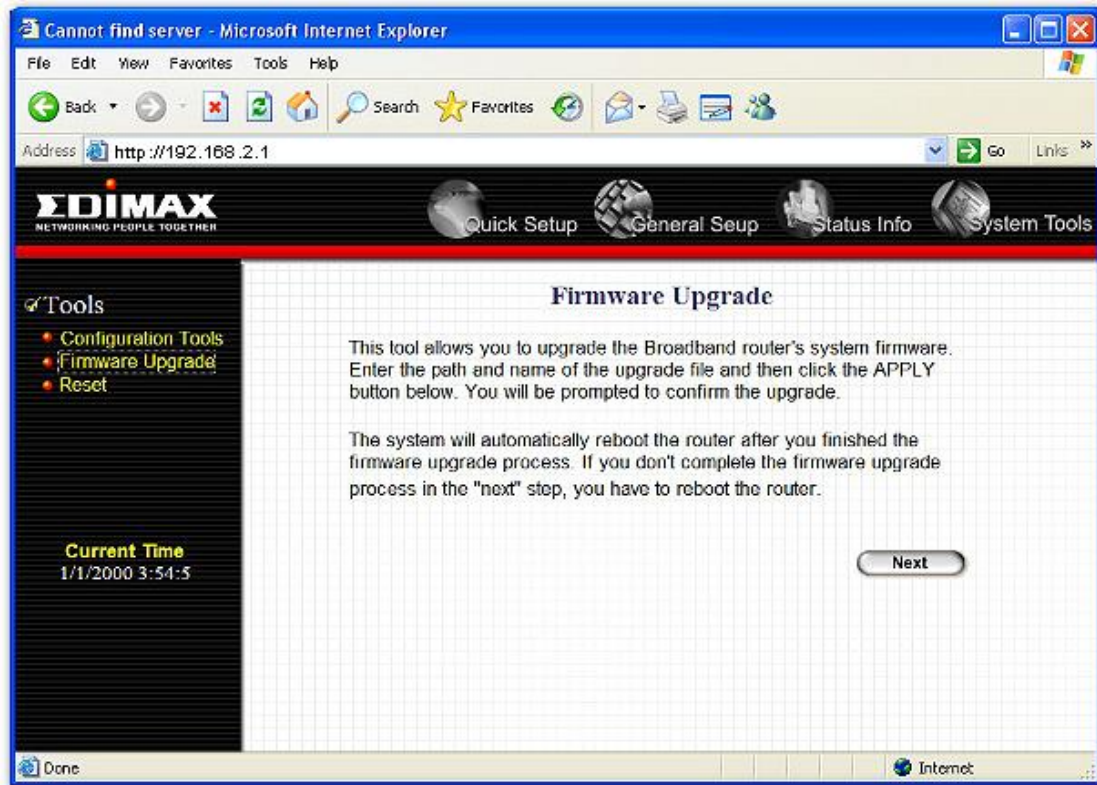 Cannot find server - Microsoft Internet Explorer
File Edit View Favorites Tools Help
Back Search Favorites
Address http://192.168.2.1 Go Links »
EDIMAX
NETWORKING PEOPLE TOGETHER
Quick Setup General Seup Status Info System Tools
Tools
Configuration Tools
Firmware Upgrade
Reset
Current Time
1/1/2000 3:54:5
Firmware Upgrade
This tool allows you to upgrade the Broadband router's system firmware.
Enter the path and name of the upgrade file and then click the APPLY
button below. You will be prompted to confirm the upgrade.
The system will automatically reboot the router after you finished the
firmware upgrade process. If you don't complete the firmware upgrade
process in the "next" step, you have to reboot the router.
Next
Done Internet